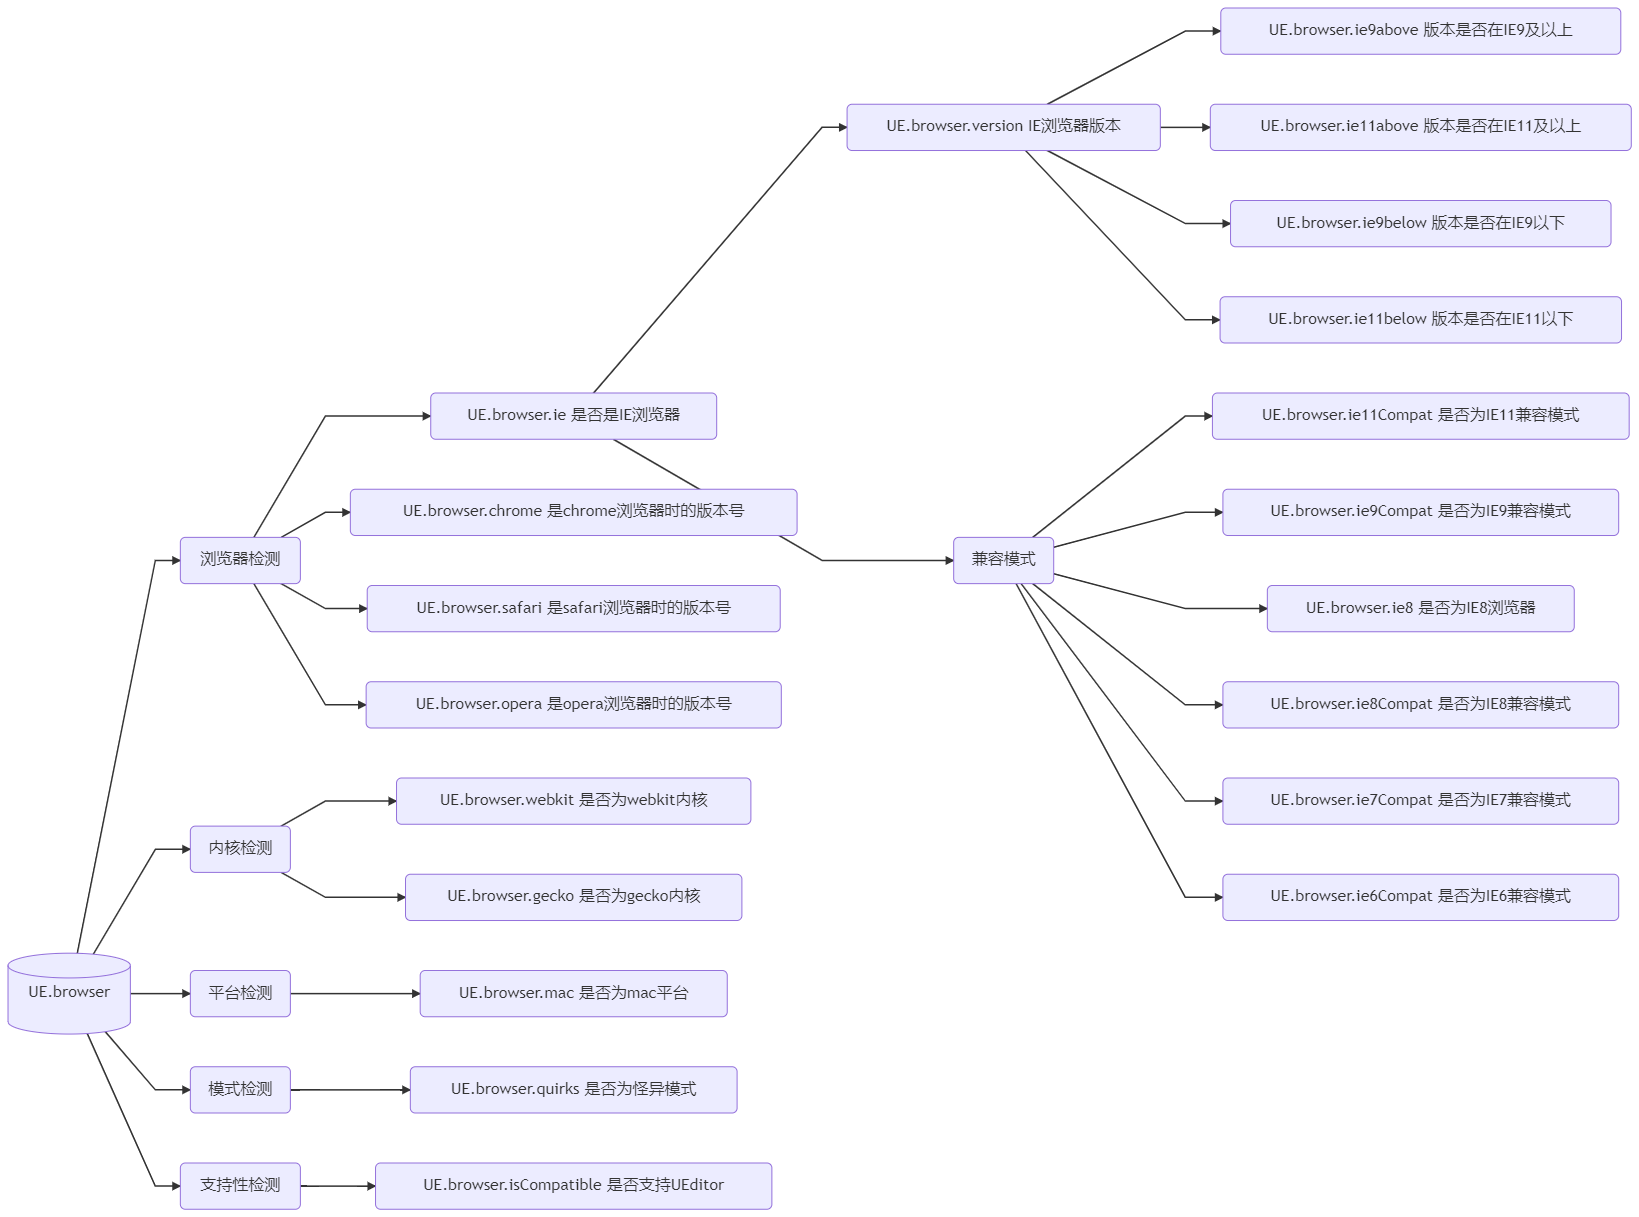 UE.browser
浏览器检测
UE.browser.ie 是否是IE浏览器
UE.browser.version IE浏览器版本
UE.browser.ie9above 版本是否在IE9及以上
UE.browser.ie11above 版本是否在IE11及以上
UE.browser.ie9below 版本是否在IE9以下
UE.browser.ie11below 版本是否在IE11以下
兼容模式
UE.browser.ie11Compat 是否为IE11兼容模式
UE.browser.ie9Compat 是否为IE9兼容模式
UE.browser.ie8 是否为IE8浏览器
UE.browser.ie8Compat 是否为IE8兼容模式
UE.browser.ie7Compat 是否为IE7兼容模式
UE.browser.ie6Compat 是否为IE6兼容模式
UE.browser.chrome 是chrome浏览器时的版本号
UE.browser.safari 是safari浏览器时的版本号
UE.browser.opera 是opera浏览器时的版本号
内核检测
UE.browser.webkit 是否为webkit内核
UE.browser.gecko 是否为gecko内核
平台检测
UE.browser.mac 是否为mac平台
模式检测
UE.browser.quirks 是否为怪异模式
支持性检测
UE.browser.isCompatible 是否支持UEditor